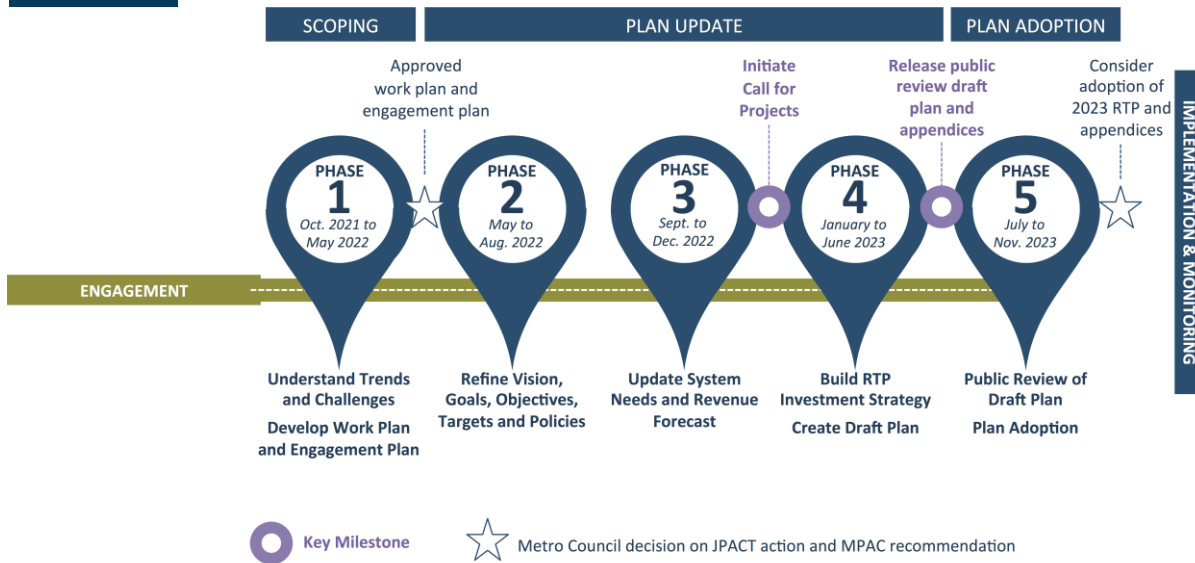 SCOPING
PLAN UPDATE
PLAN ADOPTION
Approved
work plan and
engagement plan
Initiate
Call for
Projects
Release public
review draft
plan and
appendices
Consider
adoption of
2023 RTP and
appendices
PHASE
1
Oct. 2021 to
May 2022
PHASE
2
May to
Aug. 2022
PHASE
3
Sept. to
Dec. 2022
PHASE
4
January to
June 2023
PHASE
5
July to
Nov. 2023
IMPLEMENTATION & MONITORING
ENGAGEMENT
Understand Trends
and Challenges
Develop Work Plan
and Engagement Plan
Refine Vision,
Goals, Objectives,
Targets and Policies
Update System
Needs and Revenue
Forecast
Build RTP
Investment Strategy
Create Draft Plan
Public Review of
Draft Plan
Plan Adoption
Key Milestone
Metro Council decision on JPACT action and MPAC recommendation